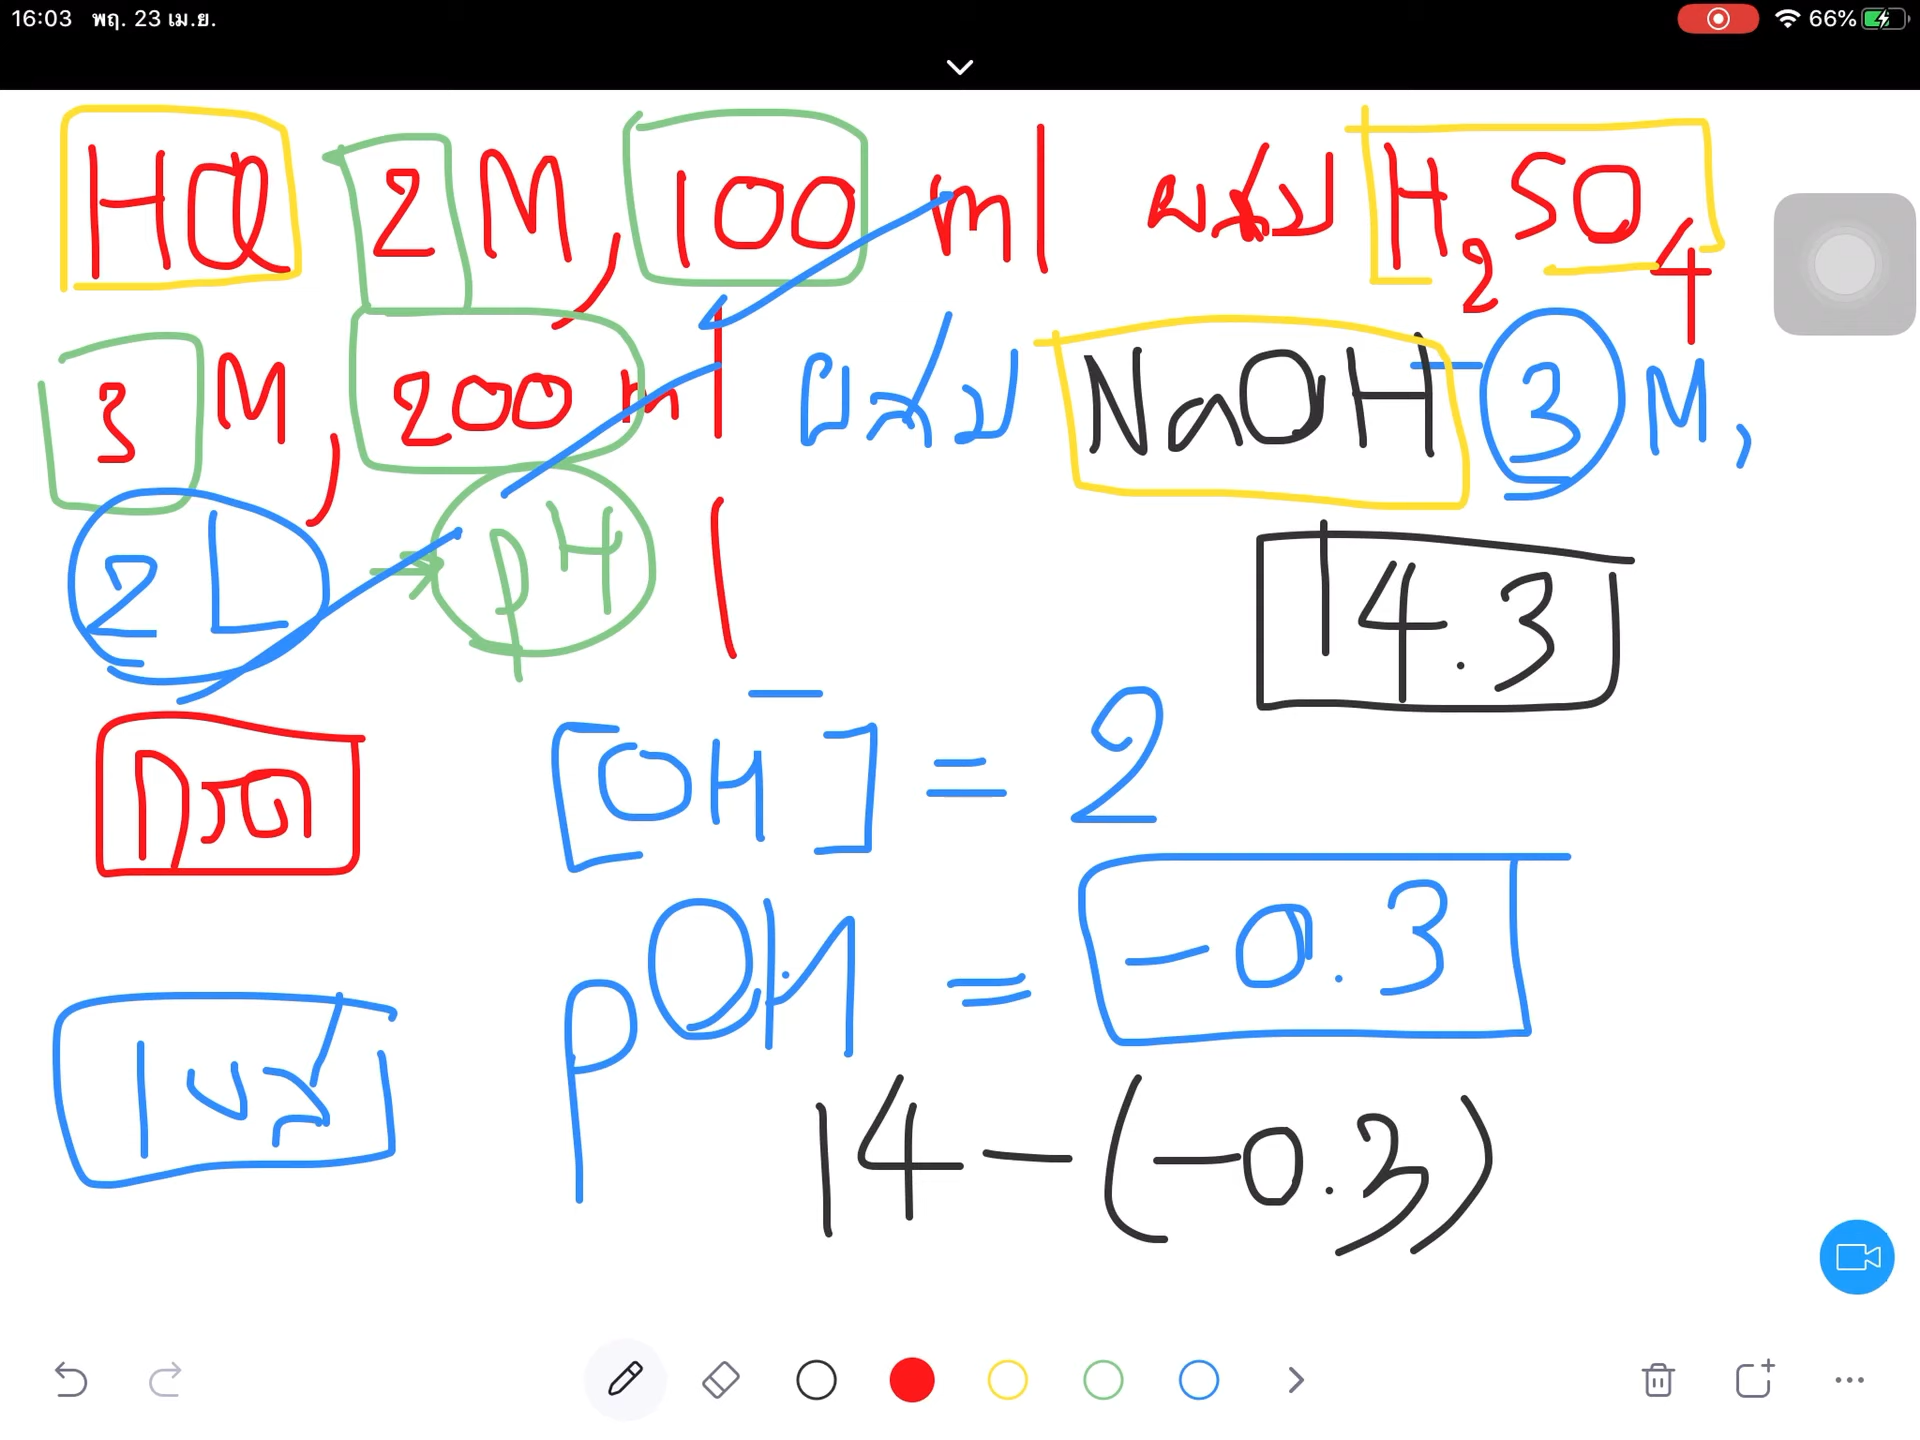 16:03 พฤ. 23 เม.ย. 66%
HCl 2 M, 100 ml ผสม H2SO4
3 M, 200 ml ผสม NaOH 3 M,
2 L → pH
14.3
กรด [OH⁻] = 2
เบส pOH = -0.3
14-(-0.3)